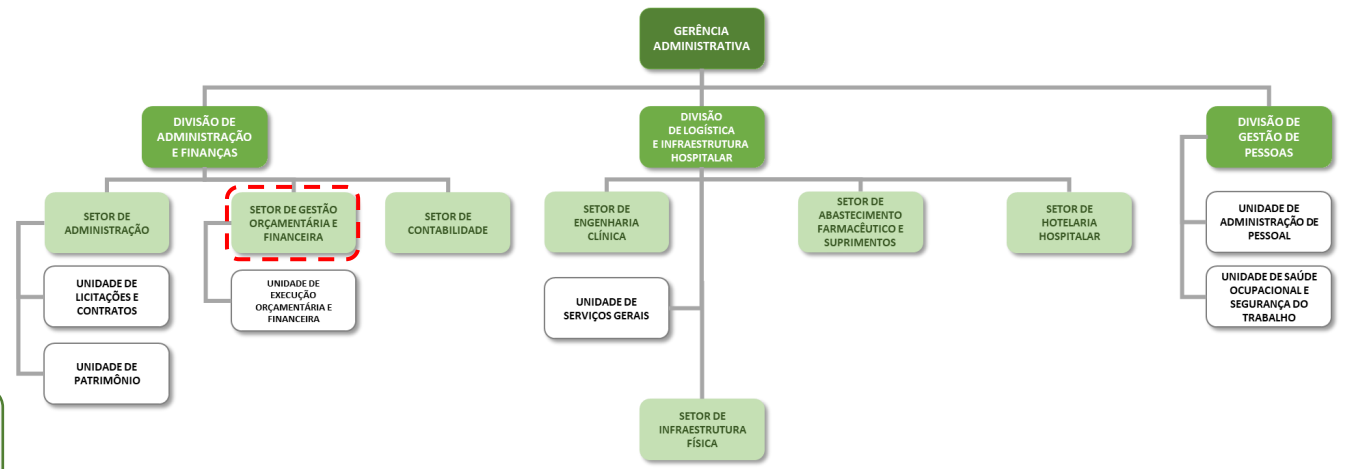 GERÊNCIA
ADMINISTRATIVA
DIVISÃO DE
ADMINISTRAÇÃO
E FINANÇAS
DIVISÃO
DE LOGÍSTICA
E INFRAESTRUTURA
HOSPITALAR
DIVISÃO DE
GESTÃO DE
PESSOAS
SETOR DE
ADMINISTRAÇÃO
SETOR DE GESTÃO
ORÇAMENTÁRIA E
FINANCEIRA
SETOR DE
CONTABILIDADE
SETOR DE
ENGENHARIA
CLÍNICA
SETOR DE
ABASTECIMENTO
FARMACÊUTICO E
SUPRIMENTOS
SETOR DE
HOTELARIA
HOSPITALAR
UNIDADE DE
ADMINISTRAÇÃO DE
PESSOAL
UNIDADE DE
LICITAÇÕES E
CONTRATOS
UNIDADE DE
EXECUÇÃO
ORÇAMENTÁRIA E
FINANCEIRA
UNIDADE DE
SERVIÇOS GERAIS
UNIDADE DE SAÚDE
OCUPACIONAL E
SEGURANÇA DO
TRABALHO
UNIDADE DE
PATRIMÔNIO
SETOR DE
INFRAESTRUTURA
FÍSICA